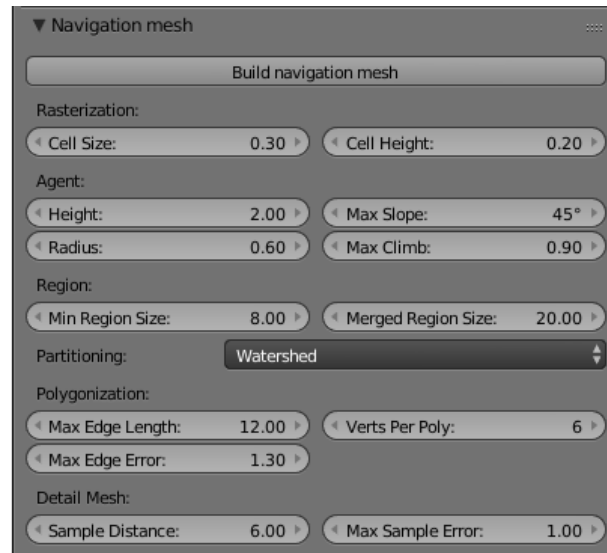 Navigation mesh
Build navigation mesh
Rasterization:
Cell Size: 0.30 Cell Height: 0.20
Agent:
Height: 2.00 Max Slope: 45°
Radius: 0.60 Max Climb: 0.90
Region:
Min Region Size: 8.00 Merged Region Size: 20.00
Partitioning: Watershed
Polygonization:
Max Edge Length: 12.00 Verts Per Poly: 6
Max Edge Error: 1.30
Detail Mesh:
Sample Distance: 6.00 Max Sample Error: 1.00